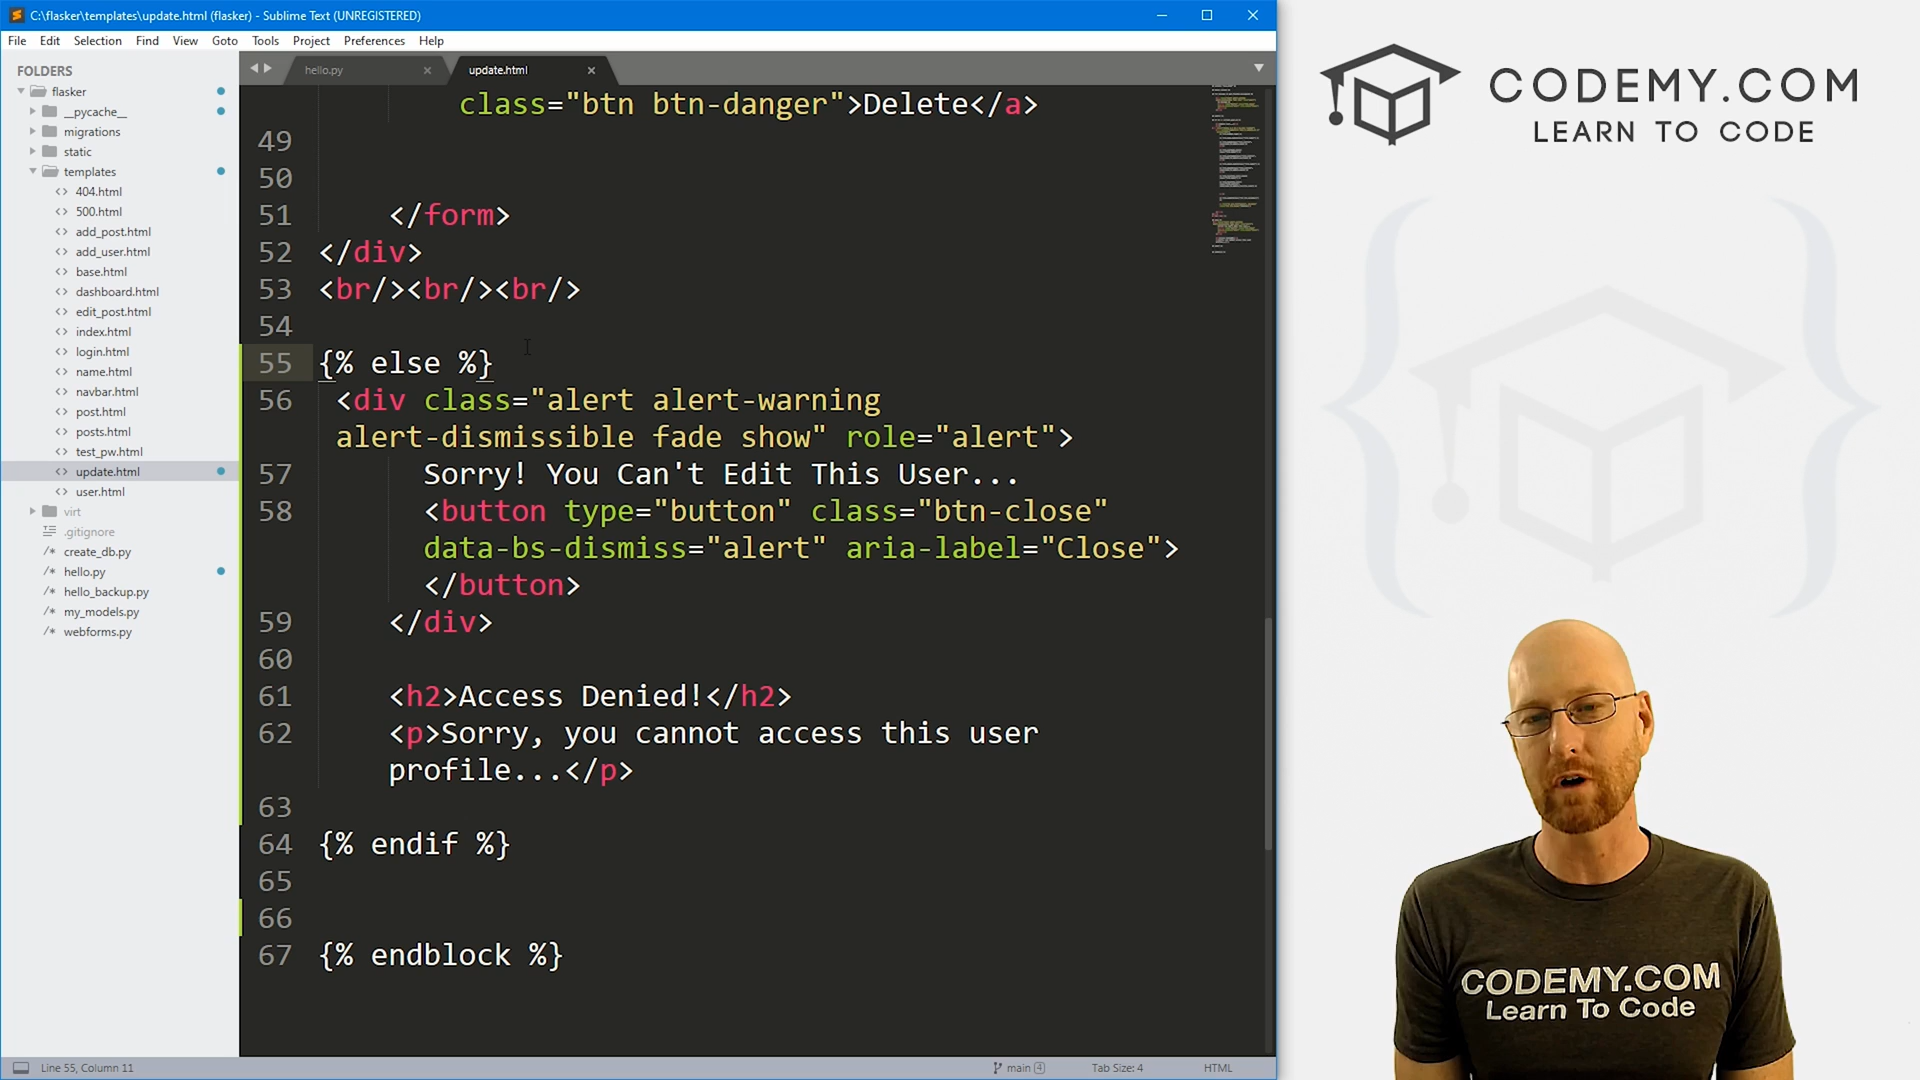 C:\flasker\templates\update.html (flasker) - Sublime Text (UNREGISTERED)
File Edit Selection Find View Goto Tools Project Preferences Help
FOLDERS
flasker
__pycache__
migrations
static
templates
<> 404.html
<> 500.html
<> add_post.html
<> add_user.html
<> base.html
<> dashboard.html
<> edit_post.html
<> index.html
<> login.html
<> name.html
<> navbar.html
<> post.html
<> posts.html
<> test_pw.html
<> update.html
<> user.html
virt
.gitignore
/* create_db.py
/* hello.py
/* hello_backup.py
/* my_models.py
/* webforms.py
hello.py
update.html
class="btn btn-danger">Delete</a>
49
50
51 </form>
52 </div>
53 <br/><br/><br/>
54
55 {% else %}
56 <div class="alert alert-warning
alert-dismissible fade show" role="alert">
57 Sorry! You Can't Edit This User...
58 <button type="button" class="btn-close"
data-bs-dismiss="alert" aria-label="Close">
</button>
59 </div>
60
61 <h2>Access Denied!</h2>
62 <p>Sorry, you cannot access this user
profile...</p>
63
64 {% endif %}
65
66
67 {% endblock %}
Line 55, Column 11
main 4
Tab Size: 4
HTML
CODEMY.COM
LEARN TO CODE
CODEMY.COM
Learn To Code